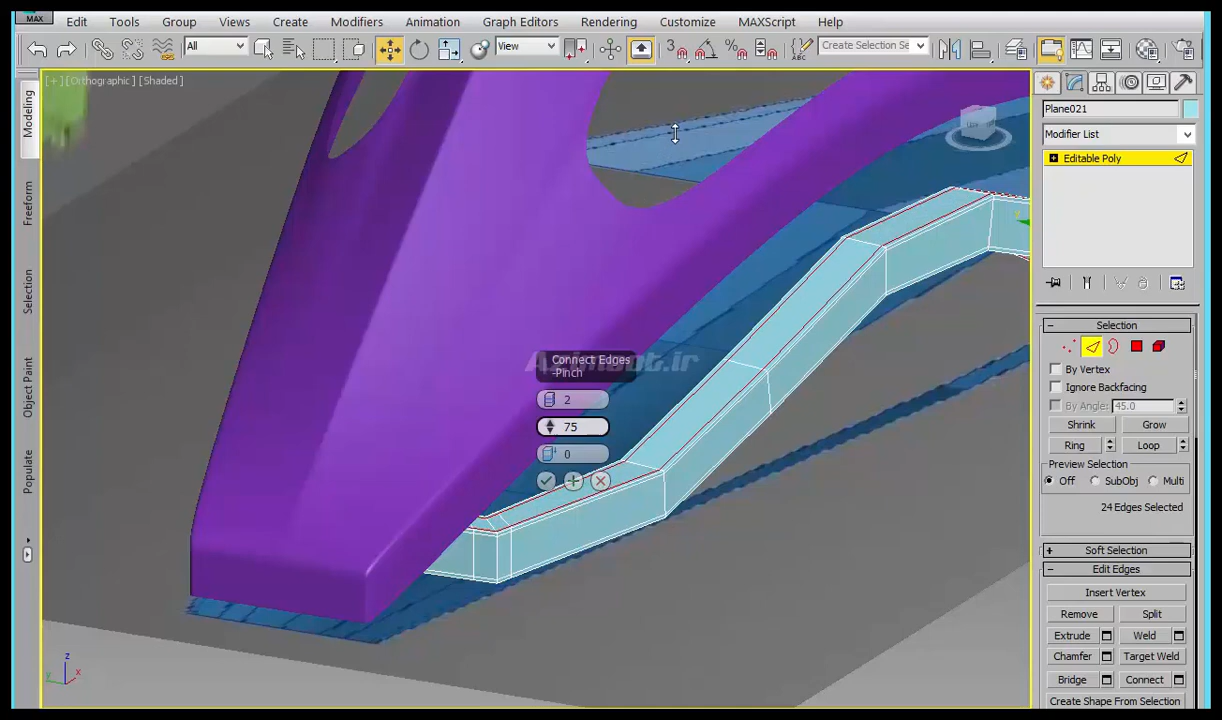 MAX
Edit Tools Group Views Create Modifiers Animation Graph Editors Rendering Customize MAXScript Help
All
View
3
ABC
Create Selection Se
[+][Orthographic][Shaded]
Modeling
Freeform
Selection
Object Paint
Populate
Plane021
Modifier List
Editable Poly
Connect Edges
-Pinch
2
75
0
Azimbot.ir
Selection
By Vertex
Ignore Backfacing
By Angle: 45.0
Shrink Grow
Ring Loop
Preview Selection
Off SubObj Multi
24 Edges Selected
Soft Selection
Edit Edges
Insert Vertex
Remove Split
Extrude Weld
Chamfer Target Weld
Bridge Connect
Create Shape From Selection
z
x
y